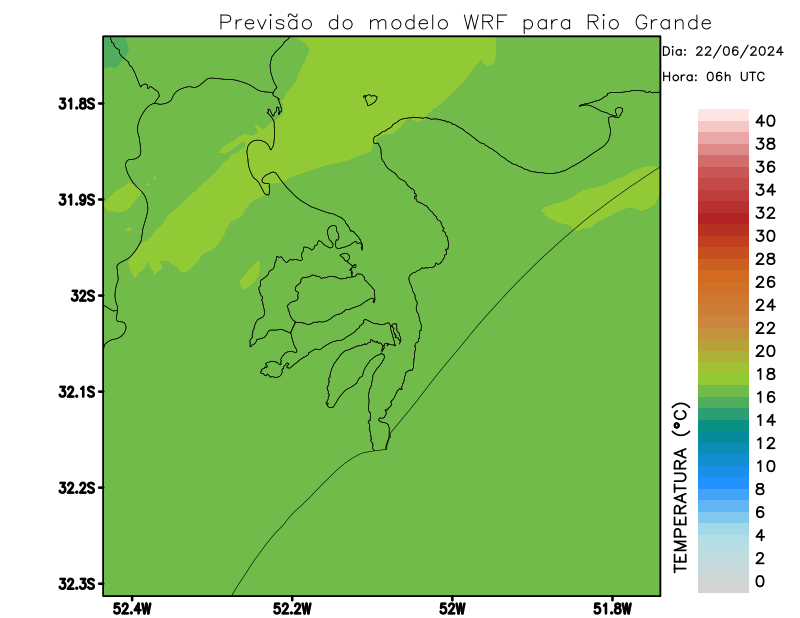 Previsão do modelo WRF para Rio Grande
Dia: 22/06/2024
Hora: 06h UTC
31.8S
31.9S
32S
32.1S
32.2S
32.3S
52.4W
52.2W
52W
51.8W
TEMPERATURA (°C)
40
38
36
34
32
30
28
26
24
22
20
18
16
14
12
10
8
6
4
2
0